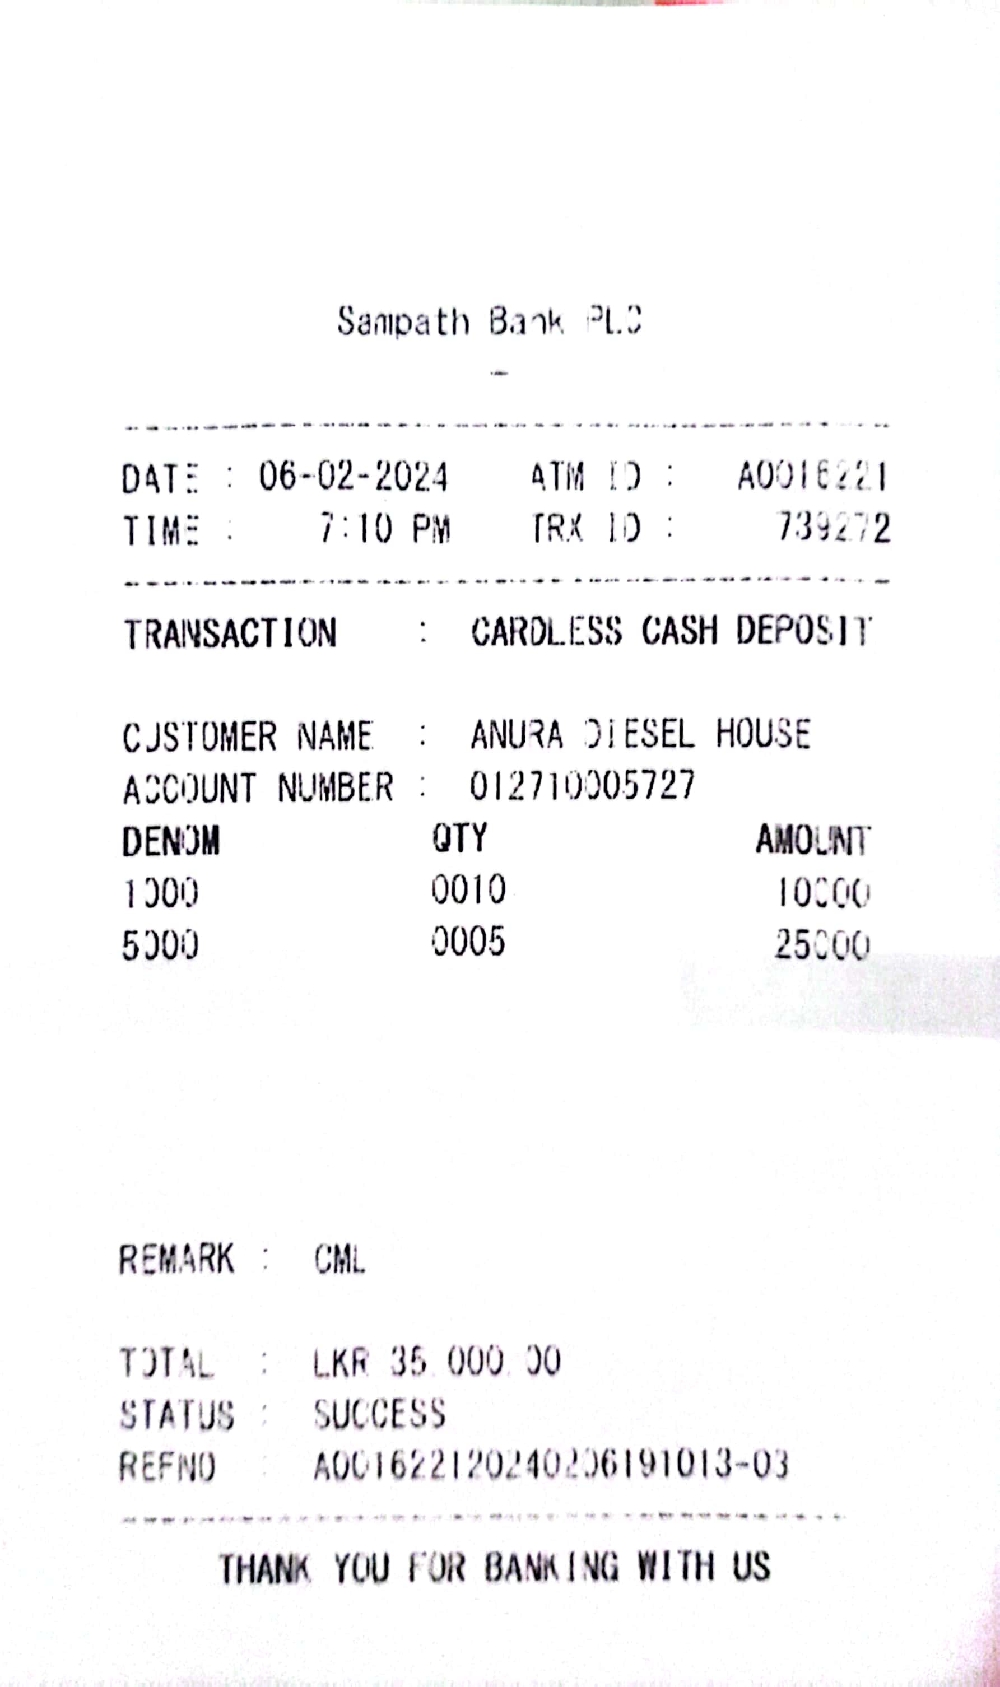 Sampath Bank PLC
-
DATE : 06-02-2024 ATM ID : A0016221
TIME : 7:10 PM TRX ID : 739272
TRANSACTION : CARDLESS CASH DEPOSIT
CUSTOMER NAME : ANURA DIESEL HOUSE
ACCOUNT NUMBER : 012710005727
DENOM QTY AMOUNT
1000 0010 10000
5000 0005 25000
REMARK : CML
TOTAL : LKR 35,000.00
STATUS : SUCCESS
REFNO : A001622120240206191013-03
THANK YOU FOR BANKING WITH US